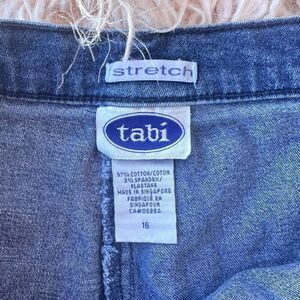 stretch
tabi
97% COTTON/COTON
3% SPANDEX/
ELASTANE
MADE IN SINGAPORE
FABRIQUÉ EN
SINGAPOUR
16